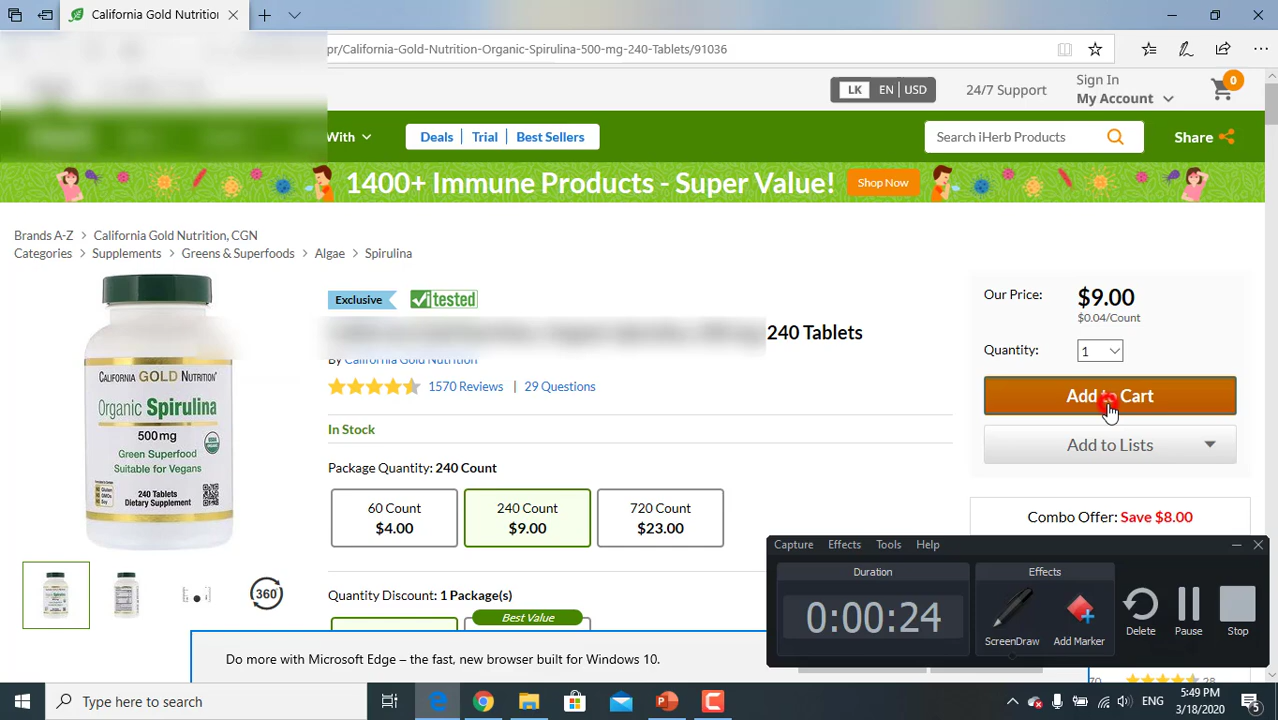 California Gold Nutrition
pr/California-Gold-Nutrition-Organic-Spirulina-500-mg-240-Tablets/91036
LK EN | USD
24/7 Support
Sign In
My Account
0
With
Deals | Trial | Best Sellers
Search iHerb Products
Share
1400+ Immune Products - Super Value!
Shop Now
Brands A-Z > California Gold Nutrition, CGN
Categories > Supplements > Greens & Superfoods > Algae > Spirulina
CALIFORNIA GOLD NUTRITION
Organic Spirulina
500mg
Green Superfood
Suitable for Vegans
240 TABLETS
DIETARY SUPPLEMENT
360°
Exclusive
i tested
240 Tablets
By California Gold Nutrition
1570 Reviews | 29 Questions
In Stock
Package Quantity: 240 Count
60 Count
$4.00
240 Count
$9.00
720 Count
$23.00
Quantity Discount: 1 Package(s)
Best Value
Our Price:
$9.00
$0.04/Count
Quantity:
1
Add to Cart
Add to Lists
Combo Offer: Save $8.00
Capture Effects Tools Help
Duration
0:00:24
Effects
ScreenDraw
Add Marker
Delete
Pause
Stop
Do more with Microsoft Edge – the fast, new browser built for Windows 10.
Type here to search
ENG
5:49 PM
3/18/2020
5